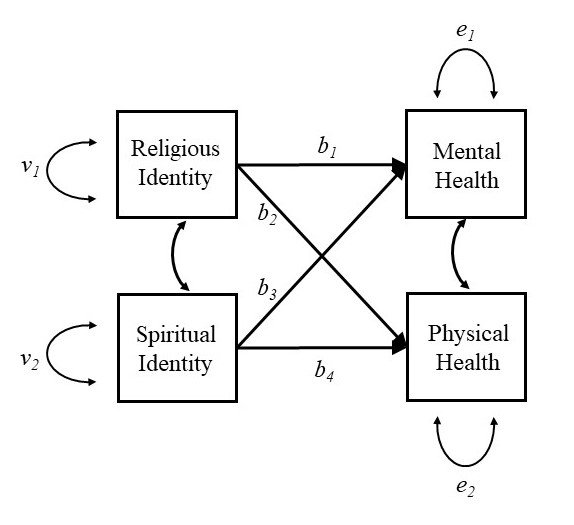 e1
Religious
Identity
b1
Mental
Health
v1
b2
b3
Spiritual
Identity
Physical
Health
v2
b4
e2